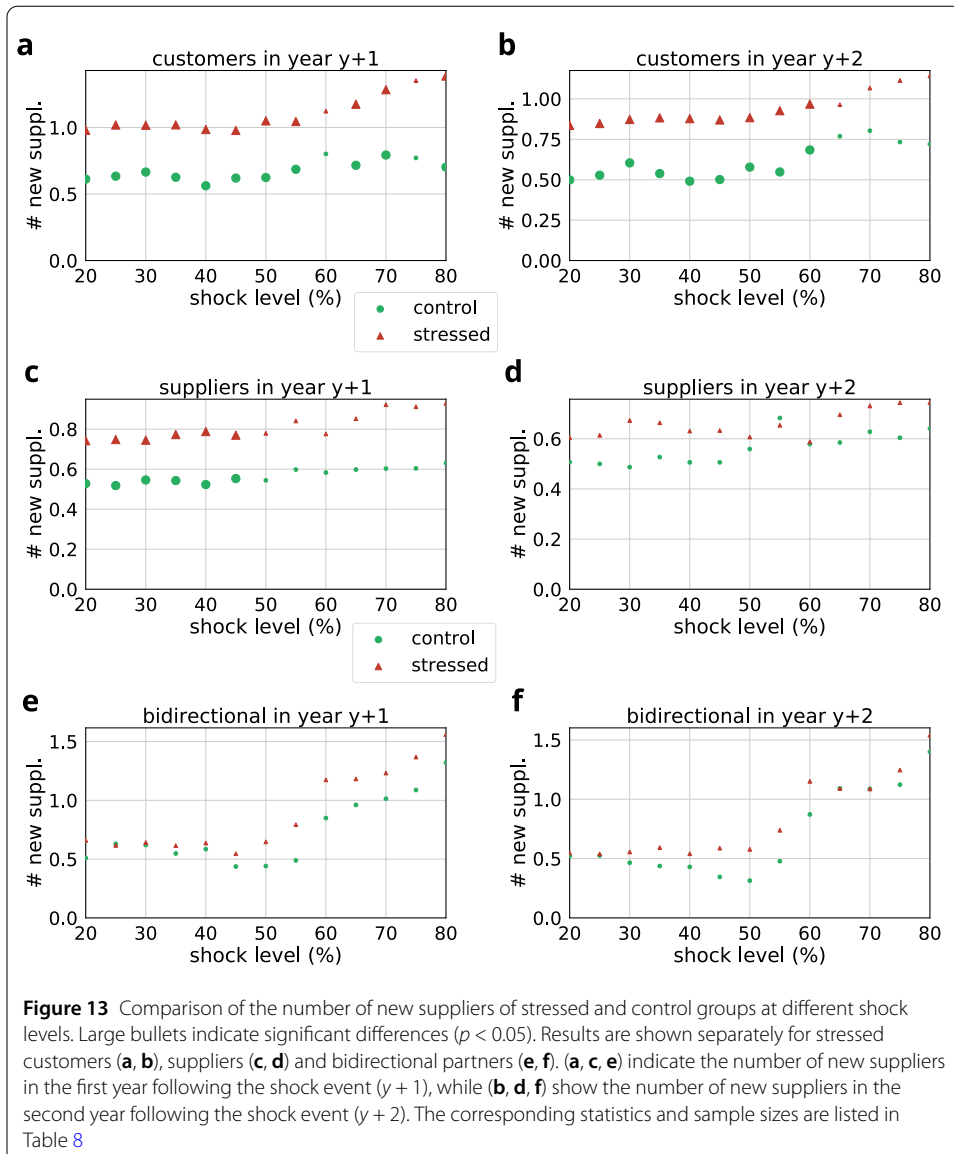 a
customers in year y+1
# new suppl.
1.0
0.5
0.0
20 30 40 50 60 70 80
shock level (%)
b
customers in year y+2
# new suppl.
1.00
0.75
0.50
0.25
0.00
20 30 40 50 60 70 80
shock level (%)
control
stressed
c
suppliers in year y+1
# new suppl.
0.8
0.6
0.4
0.2
0.0
20 30 40 50 60 70 80
shock level (%)
d
suppliers in year y+2
# new suppl.
0.6
0.4
0.2
0.0
20 30 40 50 60 70 80
shock level (%)
control
stressed
e
bidirectional in year y+1
# new suppl.
1.5
1.0
0.5
0.0
20 30 40 50 60 70 80
shock level (%)
f
bidirectional in year y+2
# new suppl.
1.5
1.0
0.5
0.0
20 30 40 50 60 70 80
shock level (%)
Figure 13 Comparison of the number of new suppliers of stressed and control groups at different shock
levels. Large bullets indicate significant differences (p < 0.05). Results are shown separately for stressed
customers (a, b), suppliers (c, d) and bidirectional partners (e, f). (a, c, e) indicate the number of new suppliers
in the first year following the shock event (y + 1), while (b, d, f) show the number of new suppliers in the
second year following the shock event (y + 2). The corresponding statistics and sample sizes are listed in
Table 8